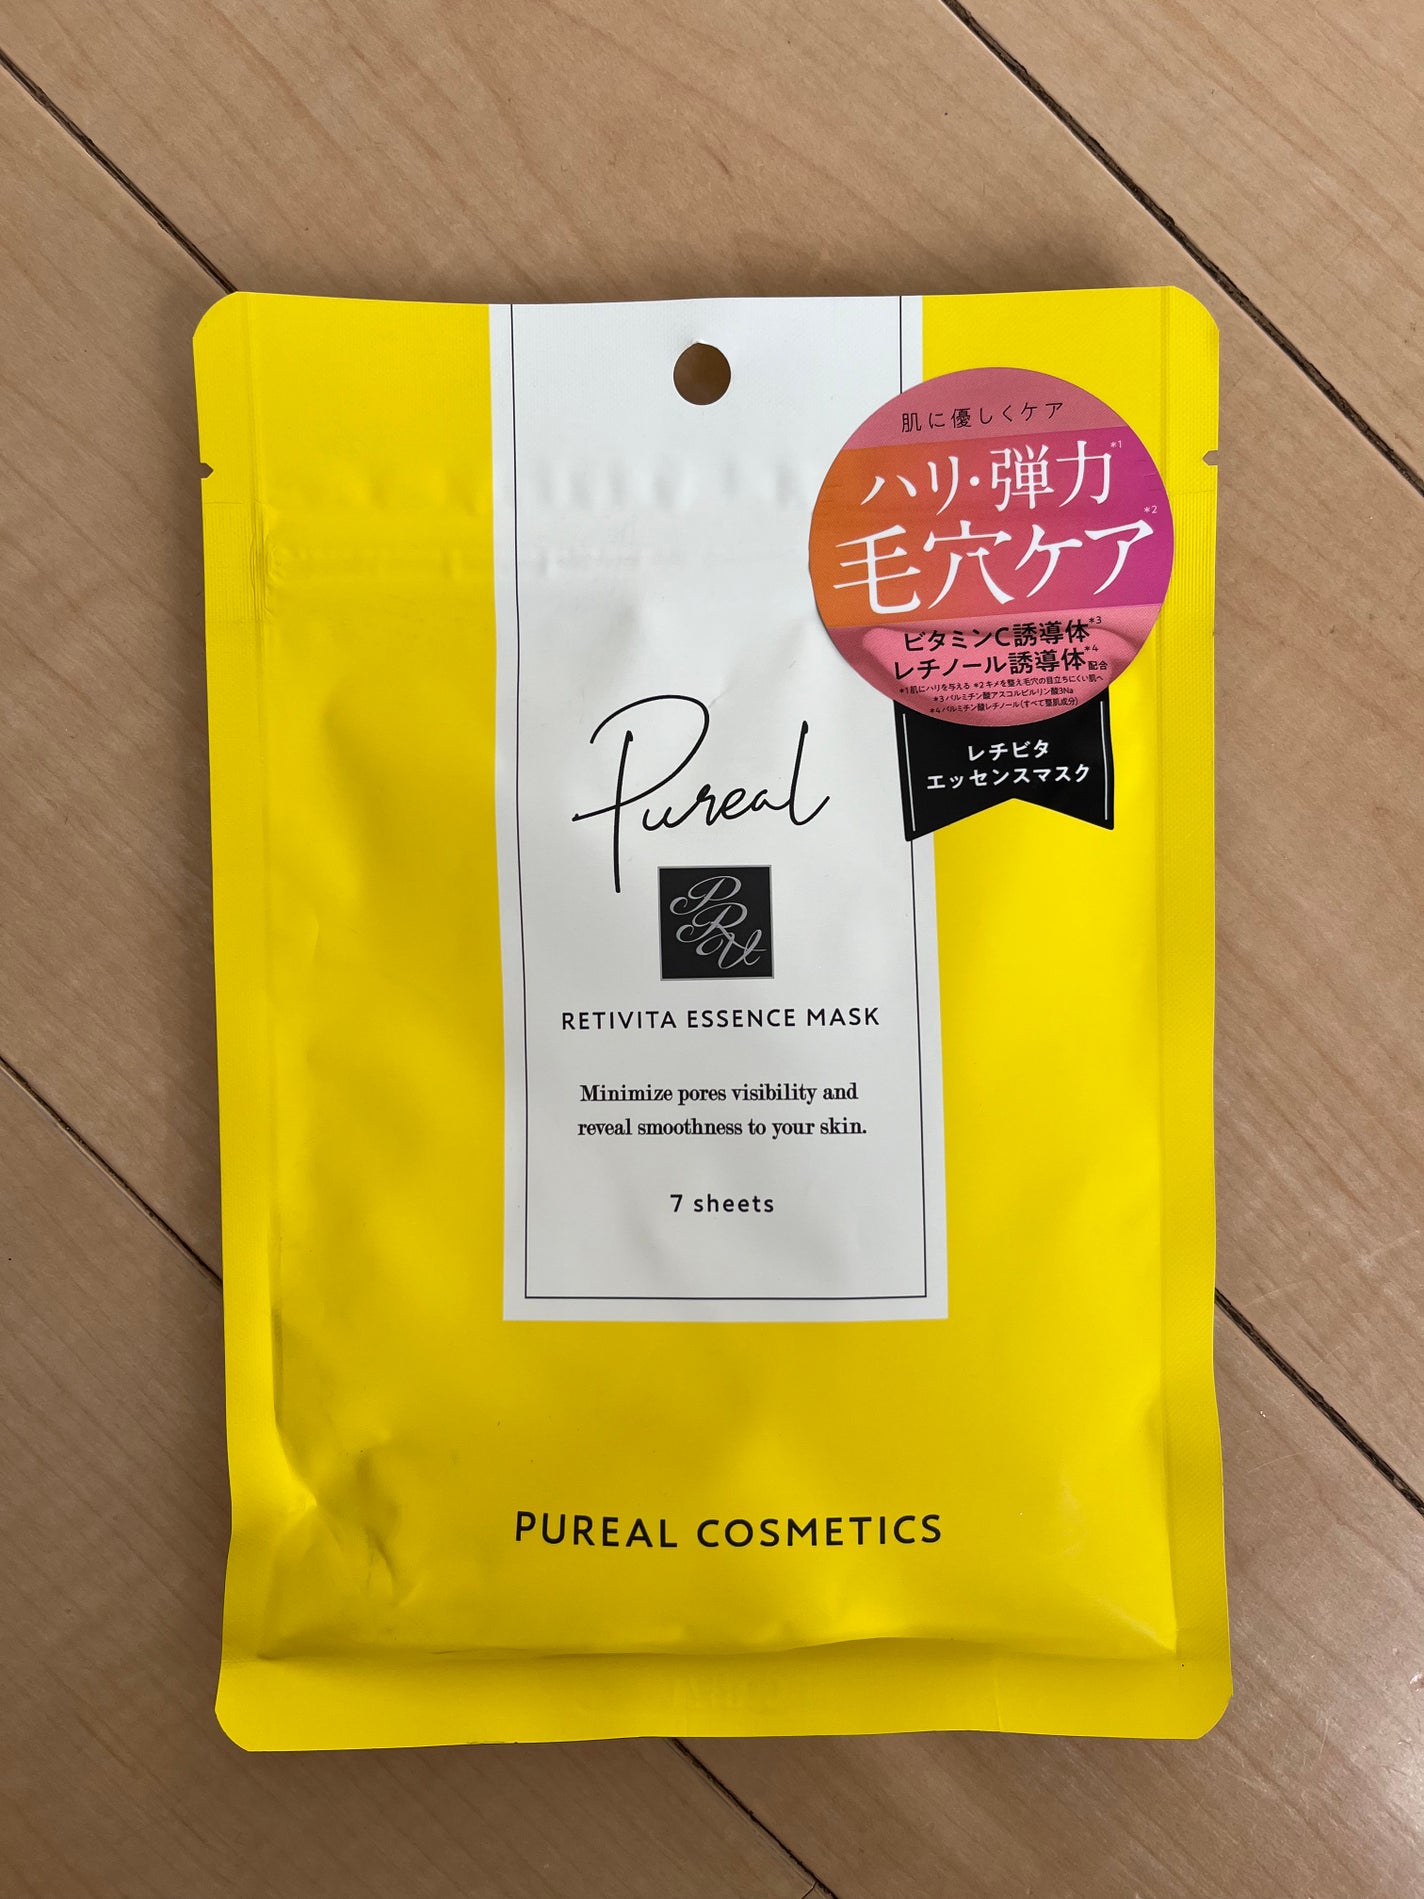 肌に優しくケア
ハリ・弾力*1
毛穴ケア*2
ビタミンC誘導体*3
レチノール誘導体*4配合
*1 肌にハリを与える *2 キメを整え毛穴の目立ちにくい肌へ
*3 パルミチン酸アスコルビルリン酸3Na
*4 パルミチン酸レチノール(すべて整肌成分)
レチビタ
エッセンスマスク
Pureal
PRU
RETIVITA ESSENCE MASK
Minimize pores visibility and
reveal smoothness to your skin.
7 sheets
PUREAL COSMETICS